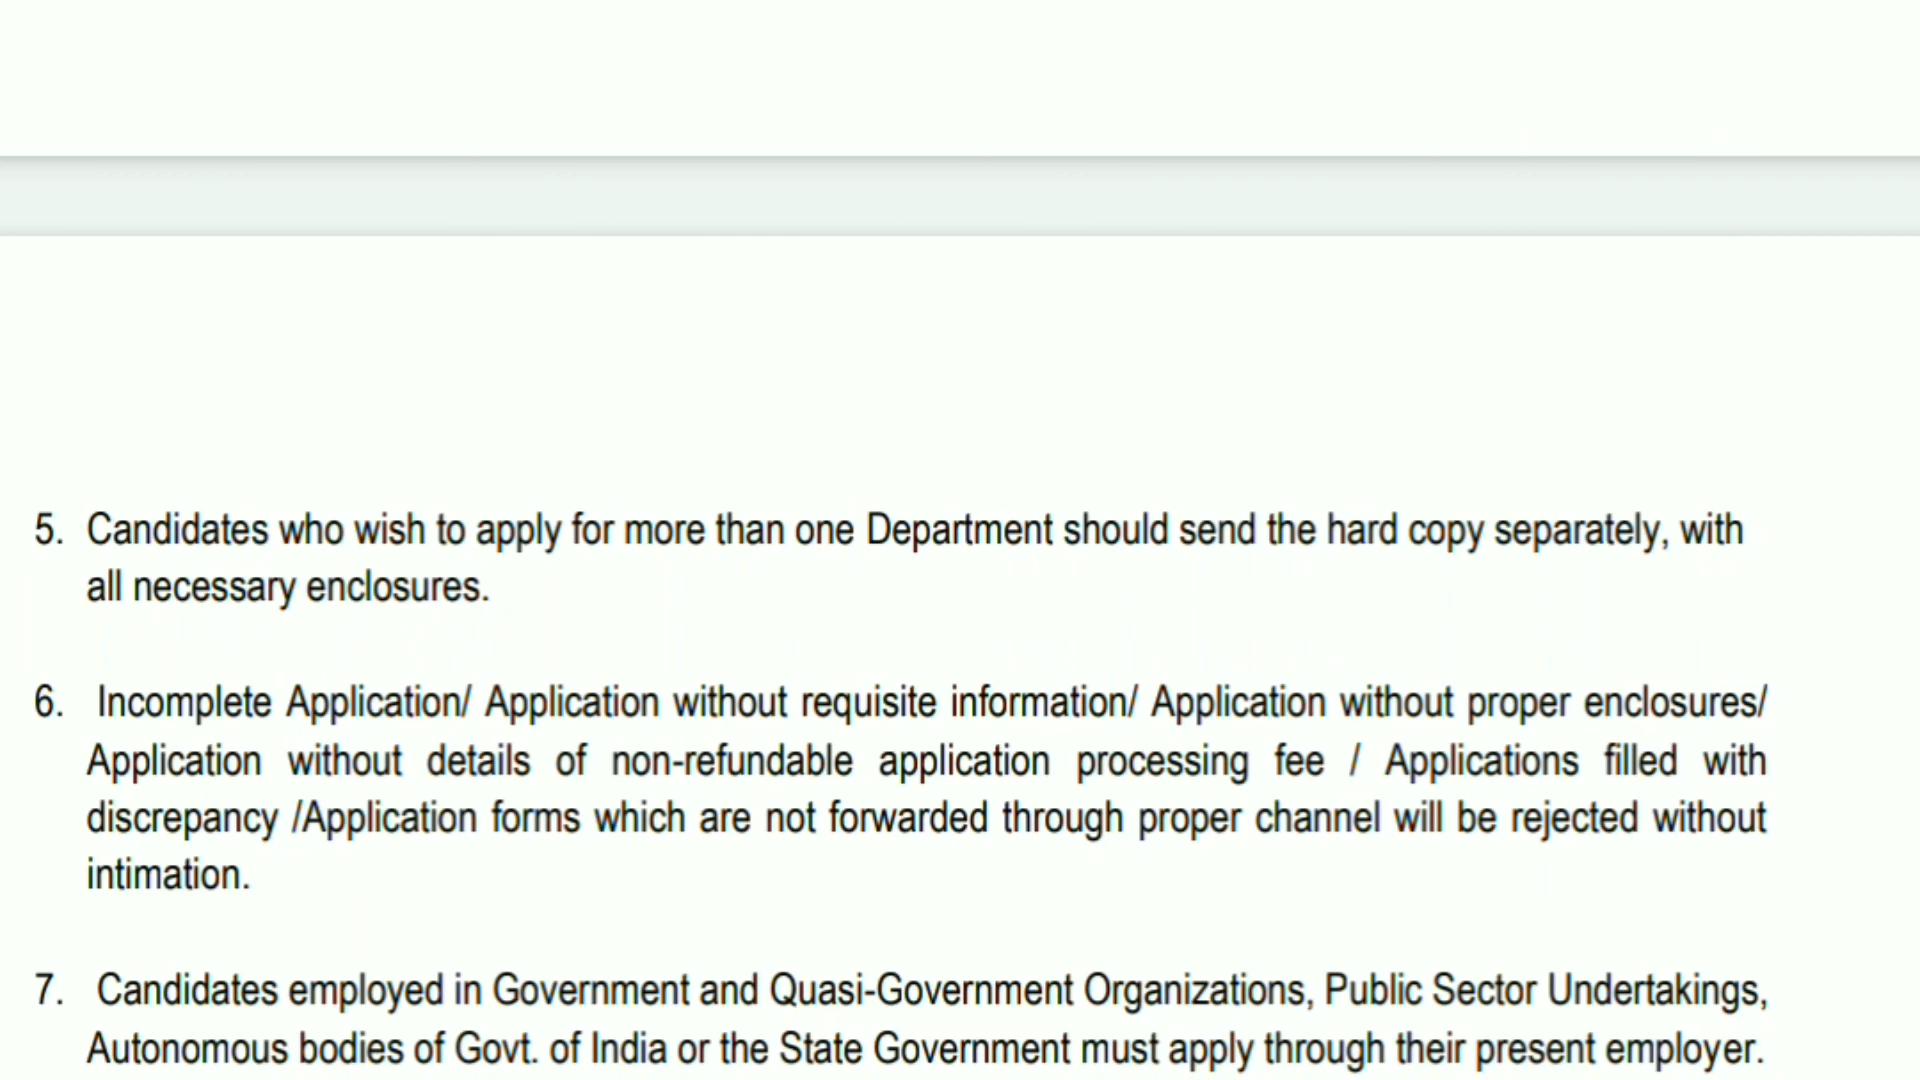 5. Candidates who wish to apply for more than one Department should send the hard copy separately, with
all necessary enclosures.
6. Incomplete Application/ Application without requisite information/ Application without proper enclosures/
Application without details of non-refundable application processing fee / Applications filled with
discrepancy /Application forms which are not forwarded through proper channel will be rejected without
intimation.
7. Candidates employed in Government and Quasi-Government Organizations, Public Sector Undertakings,
Autonomous bodies of Govt. of India or the State Government must apply through their present employer.